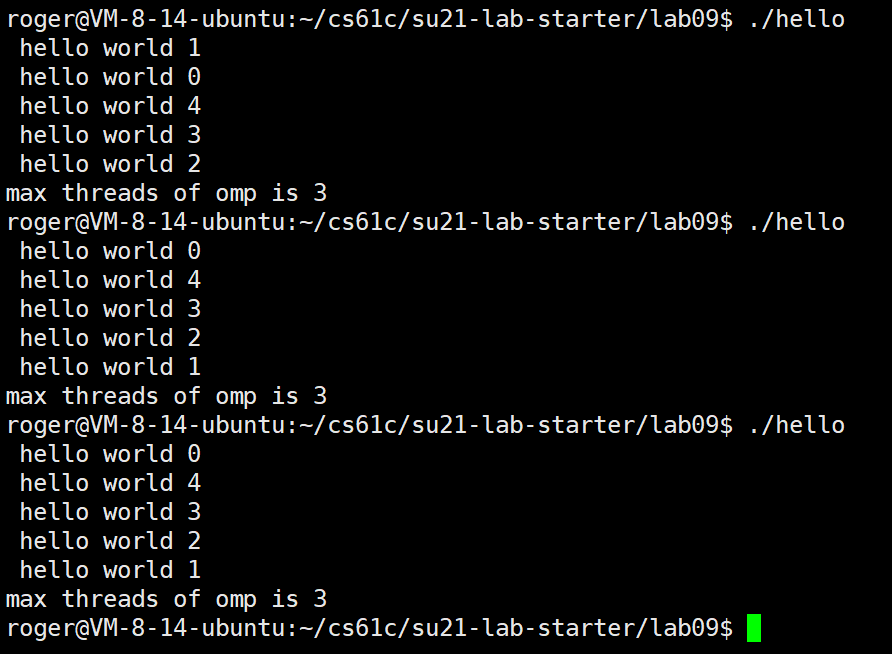 roger@VM-8-14-ubuntu:~/cs61c/su21-lab-starter/lab09$ ./hello
 hello world 1
 hello world 0
 hello world 4
 hello world 3
 hello world 2
max threads of omp is 3
roger@VM-8-14-ubuntu:~/cs61c/su21-lab-starter/lab09$ ./hello
 hello world 0
 hello world 4
 hello world 3
 hello world 2
 hello world 1
max threads of omp is 3
roger@VM-8-14-ubuntu:~/cs61c/su21-lab-starter/lab09$ ./hello
 hello world 0
 hello world 4
 hello world 3
 hello world 2
 hello world 1
max threads of omp is 3
roger@VM-8-14-ubuntu:~/cs61c/su21-lab-starter/lab09$